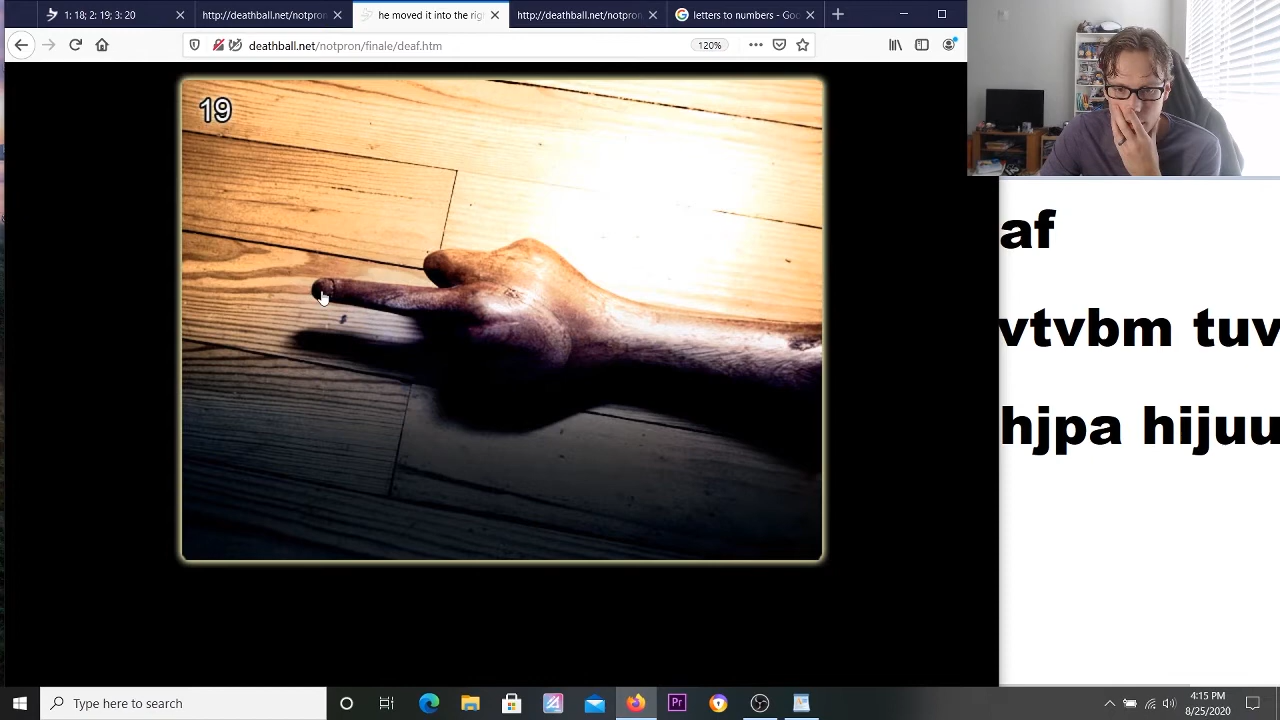 1: 18; 2: 19; 3: 20
http://deathball.net/notpron
he moved it into the rig
http://deathball.net/notpron
letters to numbers - Goo
deathball.net/notpron/finale/deaf.htm
120%
19
af
vtvbm tuv
hjpa hijuu
Type here to search
Pr
4:15 PM
8/25/2020